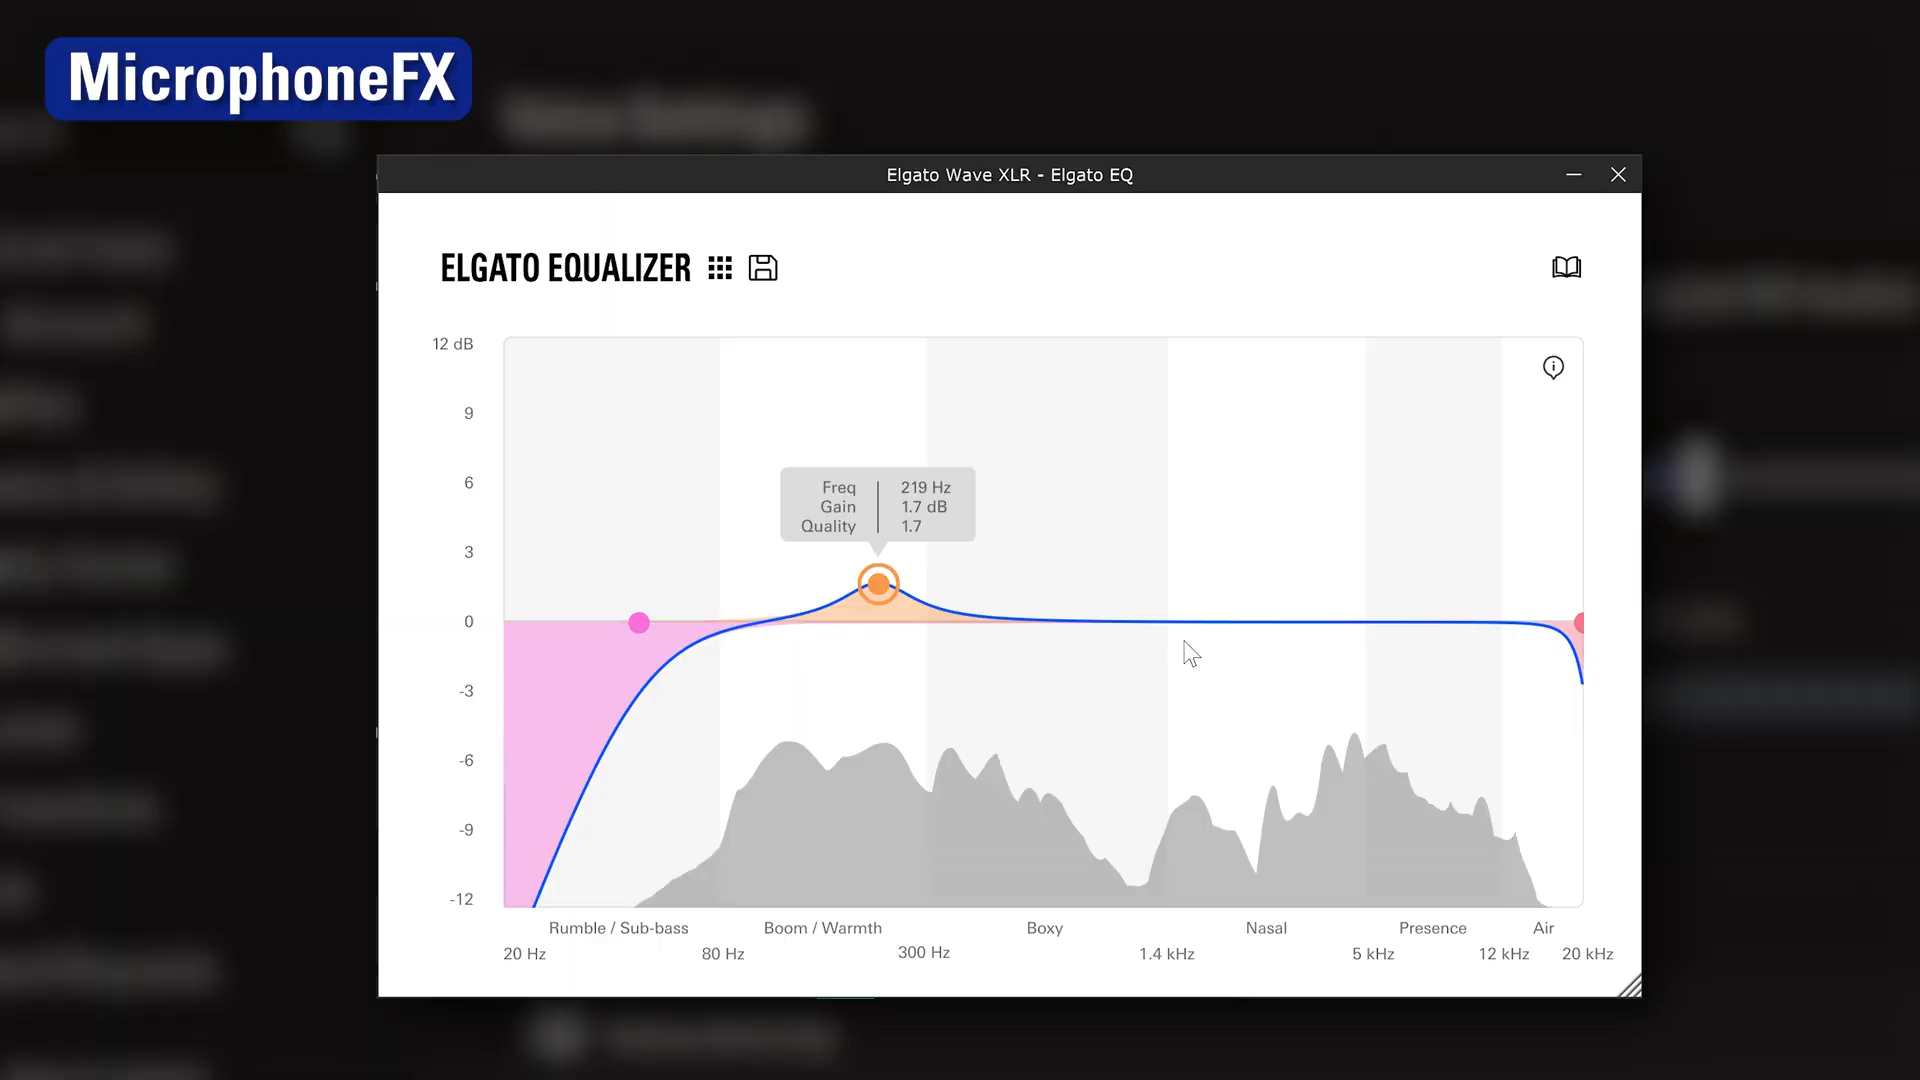 MicrophoneFX
Voice Settings
Elgato Wave XLR - Elgato EQ
ELGATO EQUALIZER
12 dB
9
6
3
0
-3
-6
-9
-12
Freq 219 Hz
Gain 1.7 dB
Quality 1.7
Rumble / Sub-bass Boom / Warmth Boxy Nasal Presence Air
20 Hz 80 Hz 300 Hz 1.4 kHz 5 kHz 12 kHz 20 kHz